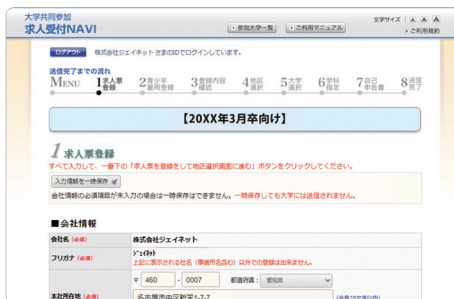 大学共同参加
求人受付NAVI
参加大学一覧 ご利用マニュアル
文字サイズ A A A
ご利用規約
ログアウト 株式会社ジェイネット さまのIDでログインしています。
送信完了までの流れ
MENU 1求人票登録 2青少年雇用登録 3登録内容確認 4地区選択 5大学選択 6学科指定 7自己申告書 8送信完了
【20XX年3月卒向け】
1 求人票登録
すべて入力して、一番下の「求人票を登録をして地区選択画面に進む」ボタンをクリックしてください。
入力情報を一時保存
会社情報の必須項目が未入力の場合は一時保存はできません。一時保存しても大学には送信されません。
■会社情報
会社名 (必須) 株式会社ジェイネット
フリガナ (必須) ジェイネット
上記に表示される社名（事業所名含む）以外での登録は出来ません。
〒 460 - 0007 都道府県： 愛知県
本社所在地 (必須) 名古屋市中区新栄1-7-7